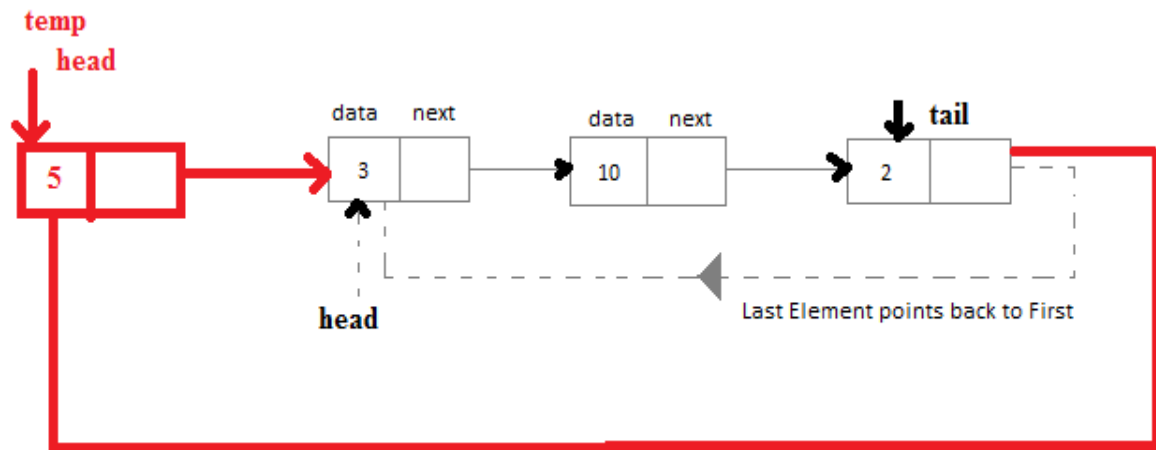 temp
head
data next
data next
tail
5
3
10
2
head
Last Element points back to First